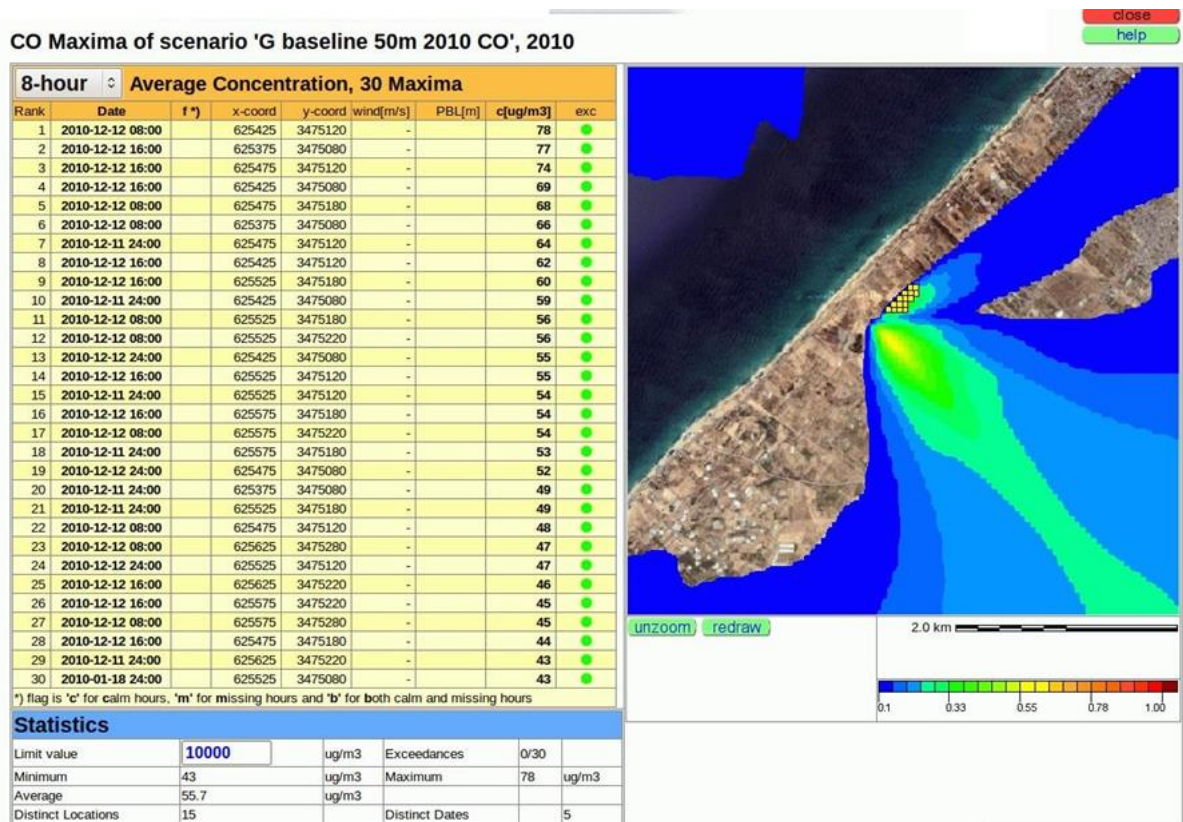 close
help
CO Maxima of scenario 'G baseline 50m 2010 CO', 2010
8-hour Average Concentration, 30 Maxima
Rank Date f *) x-coord y-coord wind[m/s] PBL[m] c[ug/m3] exc
1 2010-12-12 08:00 625425 3475120 - 78
2 2010-12-12 16:00 625375 3475080 - 77
3 2010-12-12 16:00 625475 3475120 - 74
4 2010-12-12 16:00 625425 3475080 - 69
5 2010-12-12 08:00 625475 3475180 - 68
6 2010-12-12 08:00 625375 3475080 - 66
7 2010-12-11 24:00 625475 3475120 - 64
8 2010-12-12 16:00 625425 3475120 - 62
9 2010-12-12 16:00 625525 3475180 - 60
10 2010-12-11 24:00 625425 3475080 - 59
11 2010-12-12 08:00 625525 3475180 - 56
12 2010-12-12 08:00 625525 3475220 - 56
13 2010-12-12 24:00 625425 3475080 - 55
14 2010-12-12 16:00 625525 3475120 - 55
15 2010-12-11 24:00 625525 3475120 - 54
16 2010-12-12 16:00 625575 3475180 - 54
17 2010-12-12 08:00 625575 3475220 - 54
18 2010-12-11 24:00 625575 3475180 - 53
19 2010-12-12 24:00 625475 3475080 - 52
20 2010-12-11 24:00 625375 3475080 - 49
21 2010-12-11 24:00 625525 3475180 - 49
22 2010-12-12 08:00 625475 3475120 - 48
23 2010-12-12 08:00 625625 3475280 - 47
24 2010-12-12 24:00 625525 3475120 - 47
25 2010-12-12 16:00 625625 3475220 - 46
26 2010-12-12 16:00 625575 3475220 - 45
27 2010-12-12 08:00 625575 3475280 - 45
28 2010-12-12 16:00 625475 3475180 - 44
29 2010-12-11 24:00 625625 3475220 - 43
30 2010-01-18 24:00 625525 3475080 - 43
*) flag is 'c' for calm hours, 'm' for missing hours and 'b' for both calm and missing hours
Statistics
Limit value 10000 ug/m3 Exceedances 0/30
Minimum 43 ug/m3 Maximum 78 ug/m3
Average 55.7 ug/m3
Distinct Locations 15 Distinct Dates 5
unzoom redraw 2.0 km
0.1 0.33 0.55 0.78 1.00